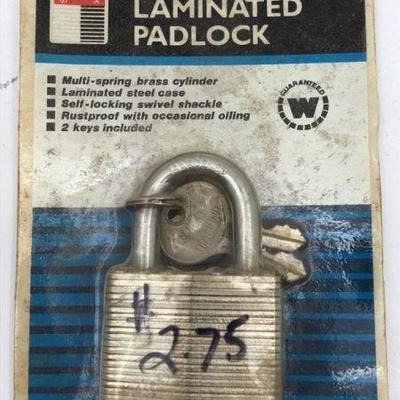 LAMINATED
PADLOCK
Multi-spring brass cylinder
Laminated steel case
Self-locking swivel shackle
Rustproof with occasional oiling
2 keys included
GUARANTEED
W
#
2.75